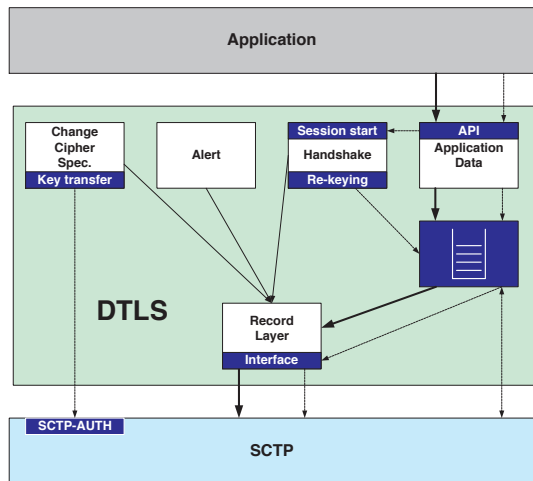 Application
Change
Cipher
Spec.
Key transfer
Alert
Session start
Handshake
Re-keying
API
Application
Data
DTLS
Record
Layer
Interface
SCTP-AUTH
SCTP